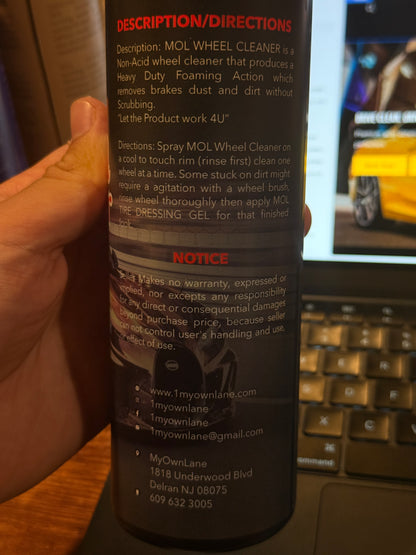 DESCRIPTION/DIRECTIONS
Description: MOL WHEEL CLEANER is a
Non-Acid wheel cleaner that produces a
Heavy Duty Foaming Action which
removes brakes dust and dirt without
Scrubbing.
"Let the Product work 4U"
Directions: Spray MOL Wheel Cleaner on
a cool to touch rim (rinse first) clean one
wheel at a time. Some stuck on dirt might
require a agitation with a wheel brush,
rinse wheel thoroughly then apply MOL
TIRE DRESSING GEL for that finished
look.
NOTICE
Seller Makes no warranty, expressed or
implied, nor excepts any responsibility
for any direct or consequential damages
beyond purchase price, because seller
can not control user's handling and use,
effect of use.
www.1myownlane.com
1myownlane
1myownlane
1myownlane@gmail.com
MyOwnLane
1818 Underwood Blvd
Delran NJ 08075
609 632 3005
command